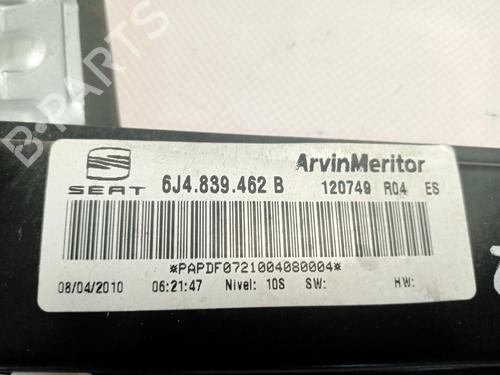 B-PARTS
SEAT
6J4.839.462 B
ArvinMeritor
120749 R04 ES
*PAPDF0721004080004*
08/04/2010 06:21:47 Nivel: 10S SW: HW: